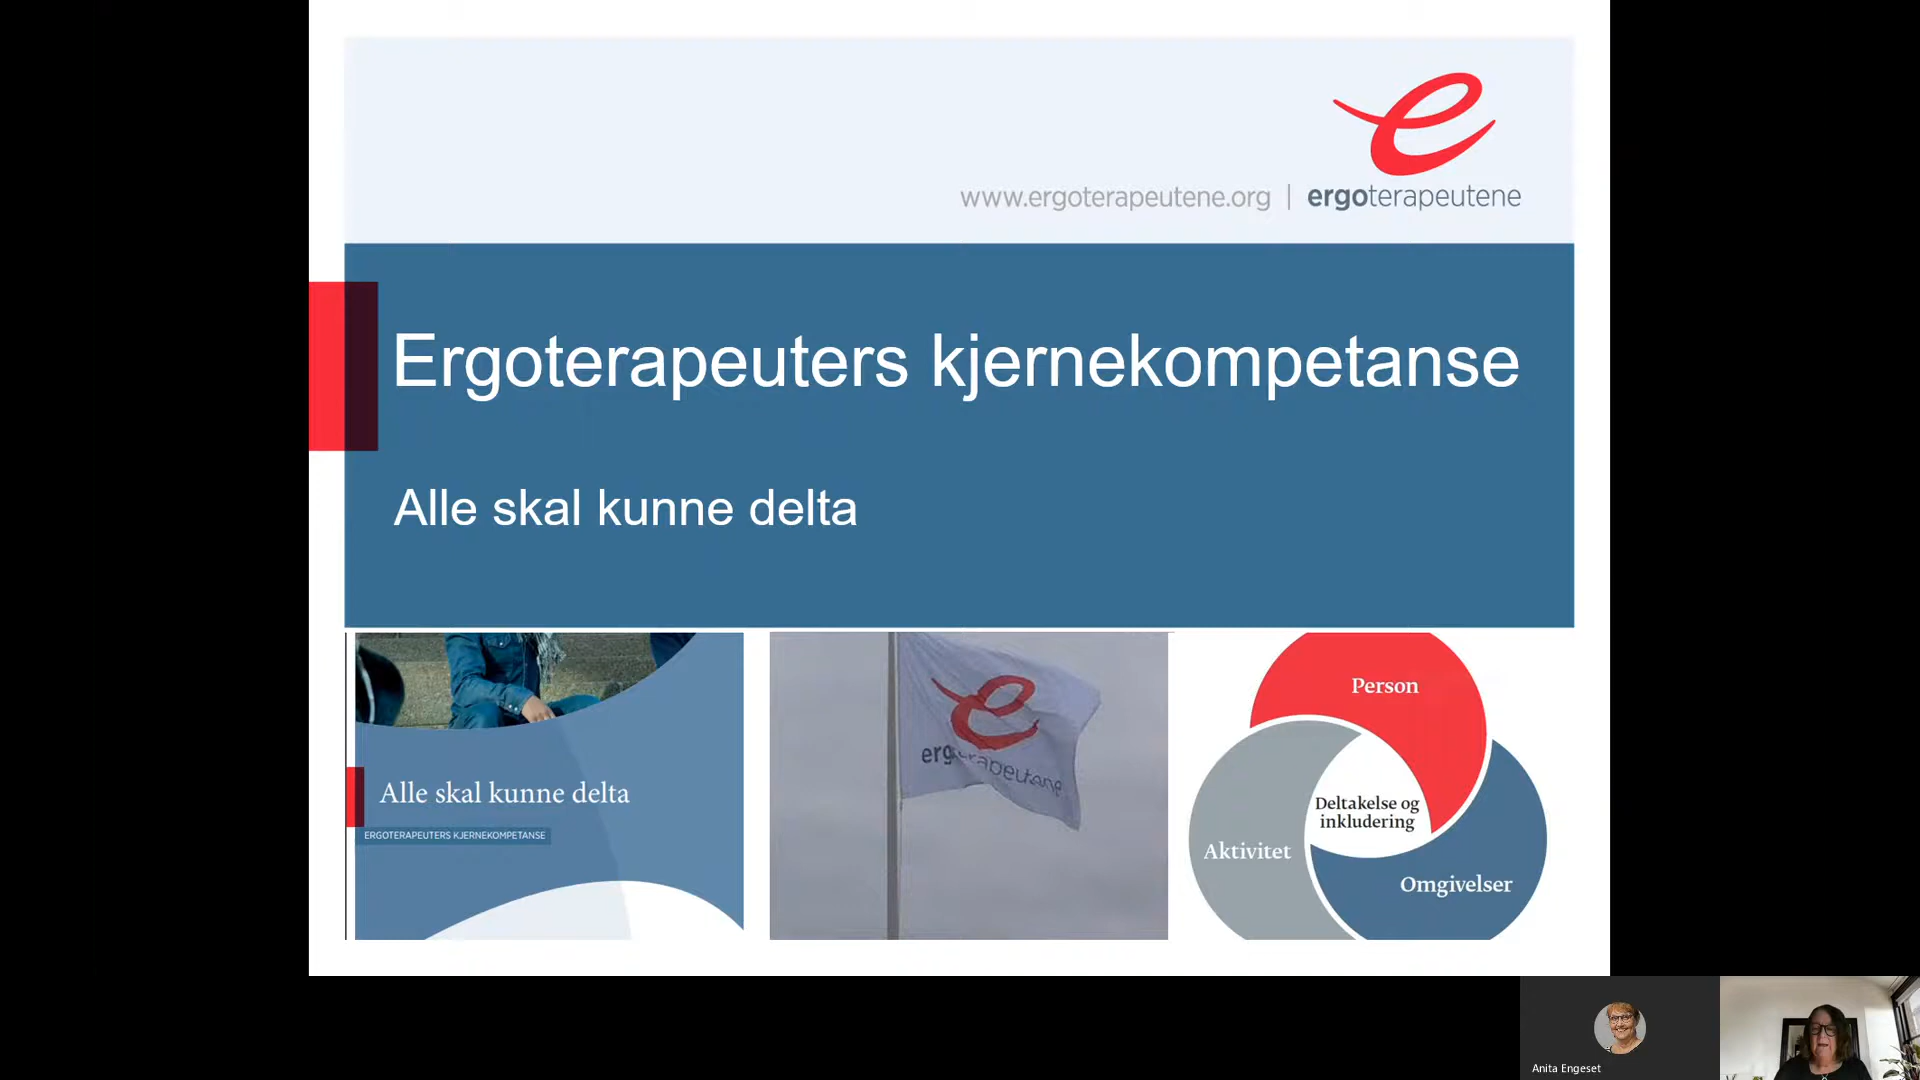 www.ergoterapeutene.org | ergoterapeutene
Ergoterapeuters kjernekompetanse
Alle skal kunne delta
Alle skal kunne delta
ERGOTERAPEUTERS KJERNEKOMPETANSE
ergoterapeutene
Person
Deltakelse og
inkludering
Aktivitet
Omgivelser
Anita Engeset